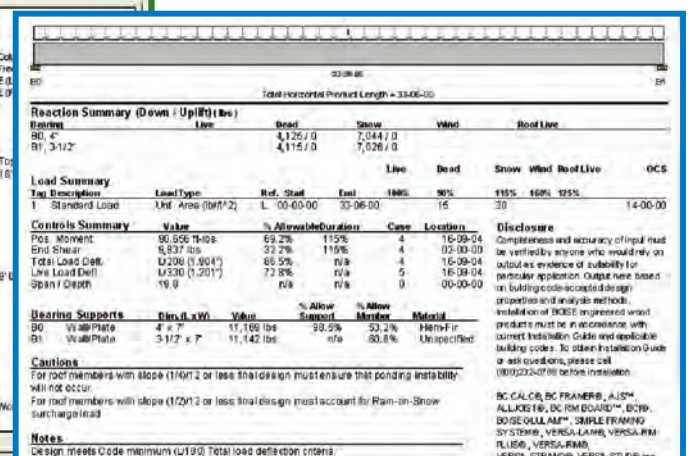 1
B0 33-06-00 B1
Total Horizontal Product Length = 33-06-00
Reaction Summary (Down / Uplift) (lbs)
Bearing Live Dead Snow Wind Roof Live
B0, 4" 4,125 / 0 7,044 / 0
B1, 3-1/2" 4,115 / 0 7,026 / 0
Live Dead Snow Wind Roof Live OCS
Load Summary
Tag Description Load Type Ref. Start End 100% 90% 115% 160% 125%
1 Standard Load Unf. Area (lb/ft^2) L 00-00-00 33-06-00 15 30 14-00-00
Controls Summary Value % Allowable Duration Case Location
Pos. Moment 90,656 ft-lbs 69.2% 115% 4 16-09-04
End Shear 9,837 lbs 32.7% 115% 4 02-00-00
Total Load Defl. L/208 (1.904") 86.5% n/a 4 16-09-04
Live Load Defl. L/330 (1.201") 72.8% n/a 5 16-09-04
Span / Depth n/a 0 00-00-00
% Allow % Allow
Bearing Supports Dim. (L x W) Value Support Member Material
B0 Wall/Plate 4" x 7" 11,169 lbs 98.5% 53.2% Hem-Fir
B1 Wall/Plate 3-1/2" x 7" 11,142 lbs n/a 60.6% Unspecified
Cautions
For roof members with slope (1/4)/12 or less final design must ensure that ponding instability
will not occur.
For roof members with slope (1/2)/12 or less final design must account for Rain-on-Snow
surcharge load
Notes
Design meets Code minimum (L/180) Total load deflection criteria.
Disclosure
Completeness and accuracy of input must
be verified by anyone who would rely on
output as evidence of suitability for
particular application. Output here based
on building code-accepted design
properties and analysis methods.
Installation of BOISE engineered wood
products must be in accordance with
current Installation Guide and applicable
building codes. To obtain Installation Guide
or ask questions, please call
(800)232-0788 before installation.
BC CALC®, BC FRAMER®, AJS™,
ALLJOIST®, BC RIM BOARD™, BCI®,
BOISE GLULAM™, SIMPLE FRAMING
SYSTEM®, VERSA-LAM®, VERSA-RIM
PLUS®, VERSA-RIM®,